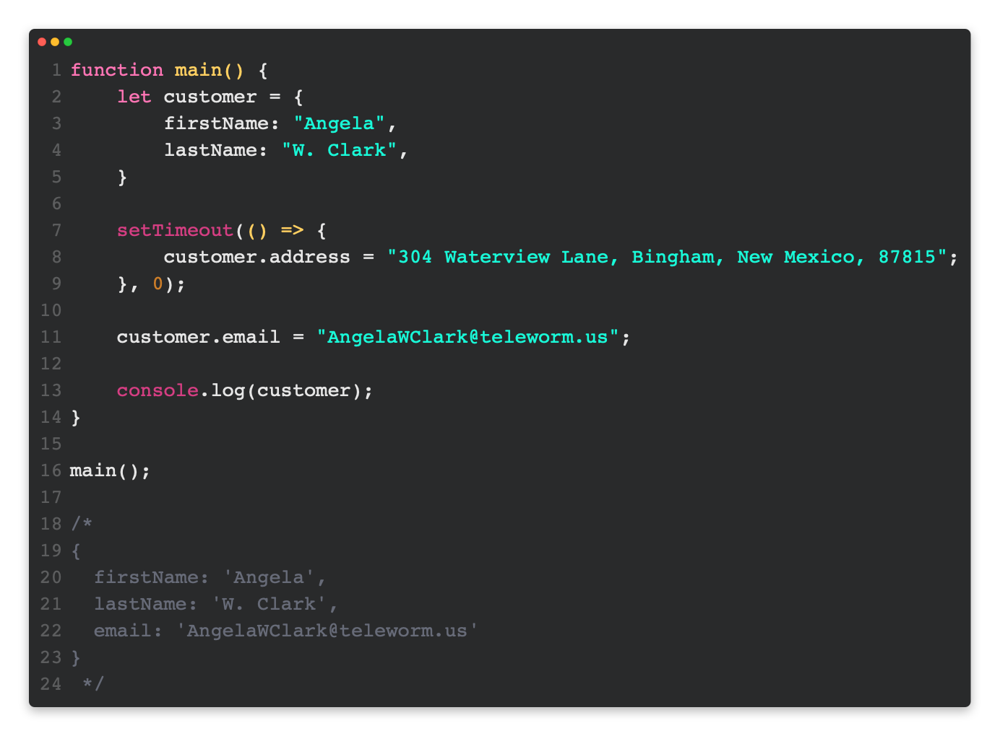 1 function main() {
2     let customer = {
3         firstName: "Angela",
4         lastName: "W. Clark",
5     }
6
7     setTimeout(() => {
8         customer.address = "304 Waterview Lane, Bingham, New Mexico, 87815";
9     }, 0);
10
11     customer.email = "AngelaWClark@teleworm.us";
12
13     console.log(customer);
14 }
15
16 main();
17
18 /*
19 {
20   firstName: 'Angela',
21   lastName: 'W. Clark',
22   email: 'AngelaWClark@teleworm.us'
23 }
24  */